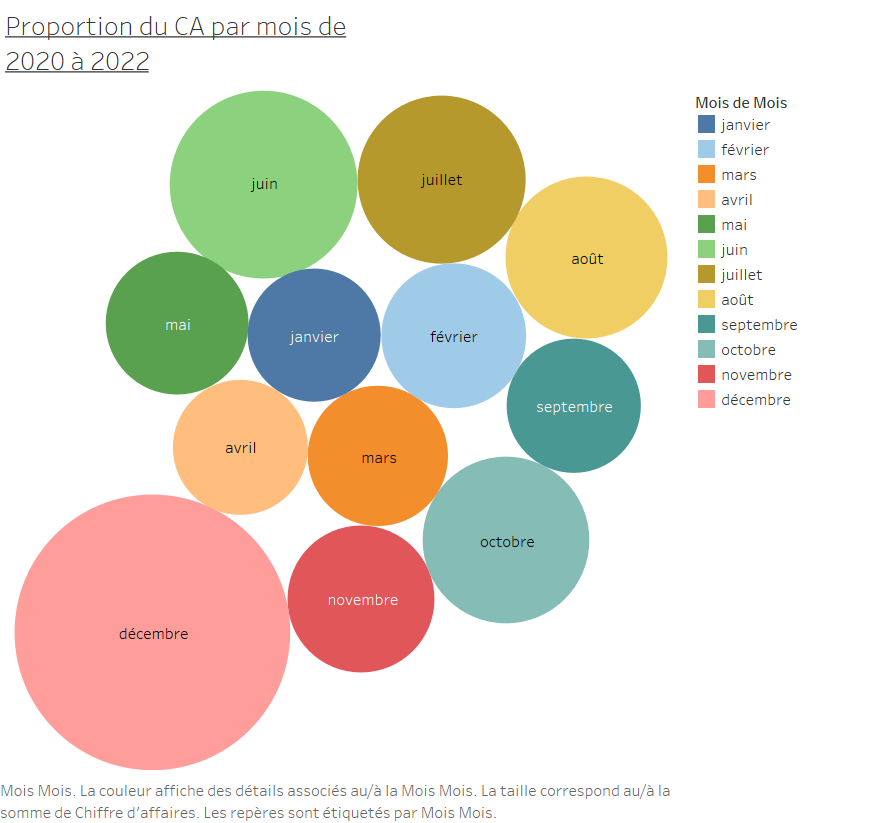 Proportion du CA par mois de
2020 à 2022
Mois de Mois
janvier
février
mars
avril
mai
juin
juillet
août
septembre
octobre
novembre
décembre
juin
juillet
août
mai
janvier
février
septembre
avril
mars
octobre
novembre
décembre
Mois Mois. La couleur affiche des détails associés au/à la Mois Mois. La taille correspond au/à la
somme de Chiffre d'affaires. Les repères sont étiquetés par Mois Mois.